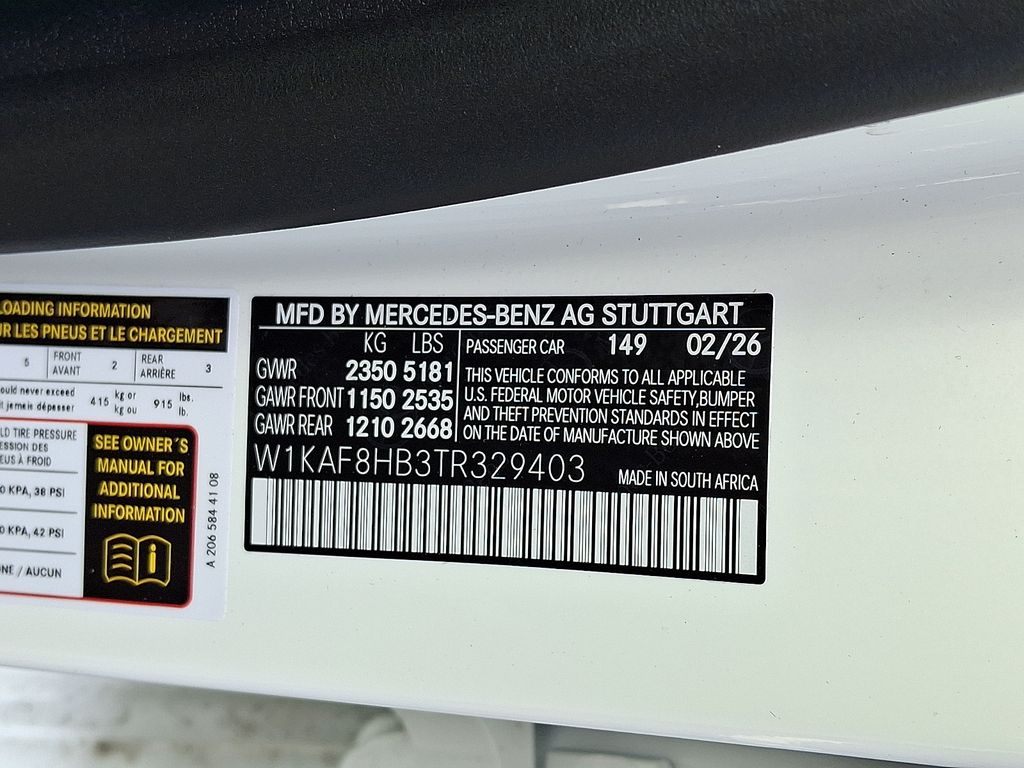 LOADING INFORMATION
UR LES PNEUS ET LE CHARGEMENT
5 FRONT AVANT 2 REAR ARRIÈRE 3
ould never exceed
it jamais dépasser
415 kg or kg ou 915 lbs. lb.
LD TIRE PRESSURE
ESSION DES
EUS À FROID
0 KPA, 38 PSI
0 KPA, 42 PSI
ONE / AUCUN
SEE OWNER´S
MANUAL FOR
ADDITIONAL
INFORMATION
A 206 584 41 08
MFD BY MERCEDES-BENZ AG STUTTGART
KG LBS
GVWR 2350 5181
GAWR FRONT 1150 2535
GAWR REAR 1210 2668
PASSENGER CAR 149 02/26
THIS VEHICLE CONFORMS TO ALL APPLICABLE
U.S. FEDERAL MOTOR VEHICLE SAFETY,BUMPER
AND THEFT PREVENTION STANDARDS IN EFFECT
ON THE DATE OF MANUFACTURE SHOWN ABOVE
W1KAF8HB3TR329403
MADE IN SOUTH AFRICA